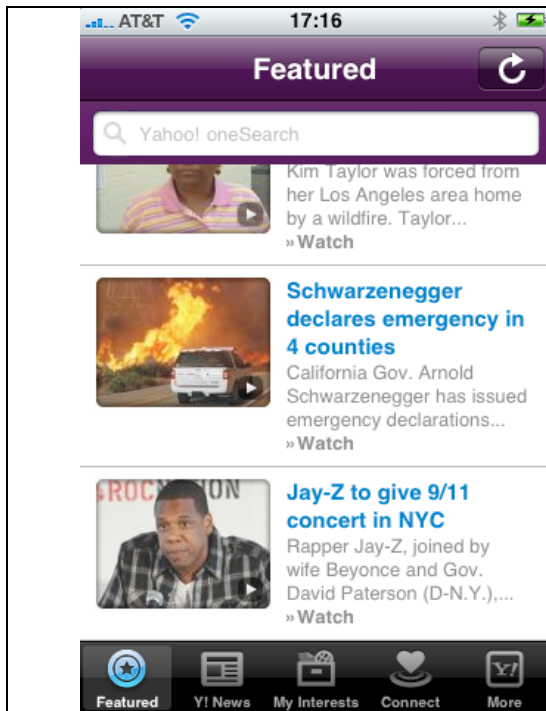 AT&T 17:16
Featured
Yahoo! oneSearch
Kim Taylor was forced from
her Los Angeles area home
by a wildfire. Taylor...
»Watch
Schwarzenegger
declares emergency in
4 counties
California Gov. Arnold
Schwarzenegger has issued
emergency declarations...
»Watch
ROCNATION
Jay-Z to give 9/11
concert in NYC
Rapper Jay-Z, joined by
wife Beyonce and Gov.
David Paterson (D-N.Y.),...
»Watch
Y!
Featured Y! News My Interests Connect More